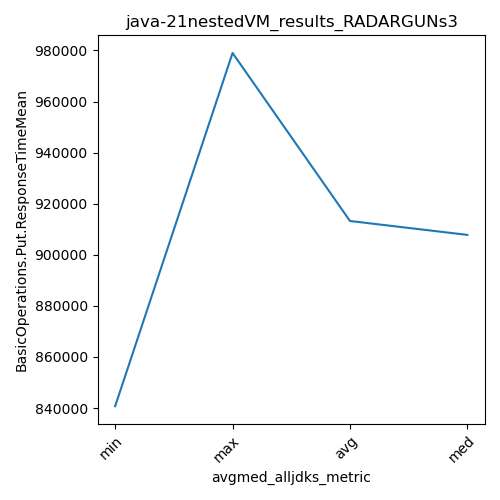 java-21nestedVM_results_RADARGUNs3
980000
960000
940000
920000
900000
880000
860000
840000
BasicOperations.Put.ResponseTimeMean
min
max
avg
med
avgmed_alljdks_metric